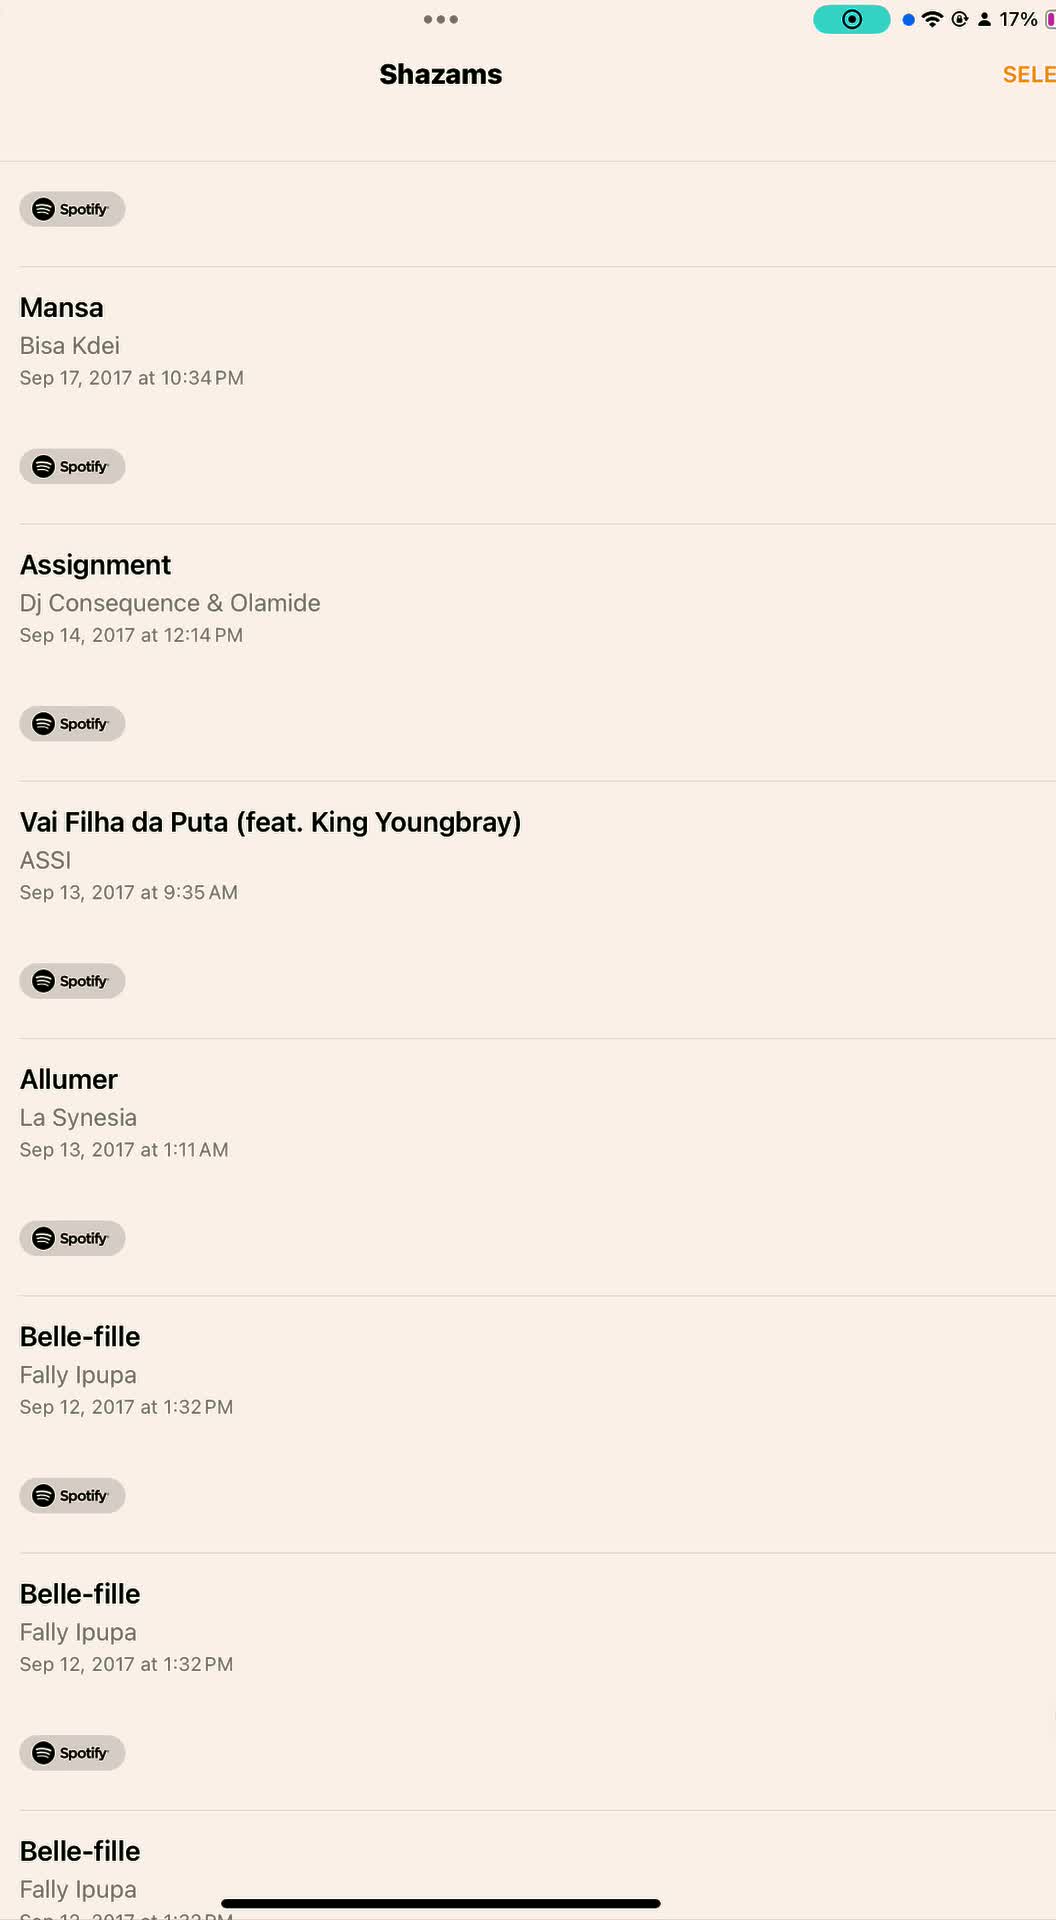 17%
Shazams
SELE
Spotify
Mansa
Bisa Kdei
Sep 17, 2017 at 10:34 PM
Spotify
Assignment
Dj Consequence & Olamide
Sep 14, 2017 at 12:14 PM
Spotify
Vai Filha da Puta (feat. King Youngbray)
ASSI
Sep 13, 2017 at 9:35 AM
Spotify
Allumer
La Synesia
Sep 13, 2017 at 1:11 AM
Spotify
Belle-fille
Fally Ipupa
Sep 12, 2017 at 1:32 PM
Spotify
Belle-fille
Fally Ipupa
Sep 12, 2017 at 1:32 PM
Spotify
Belle-fille
Fally Ipupa